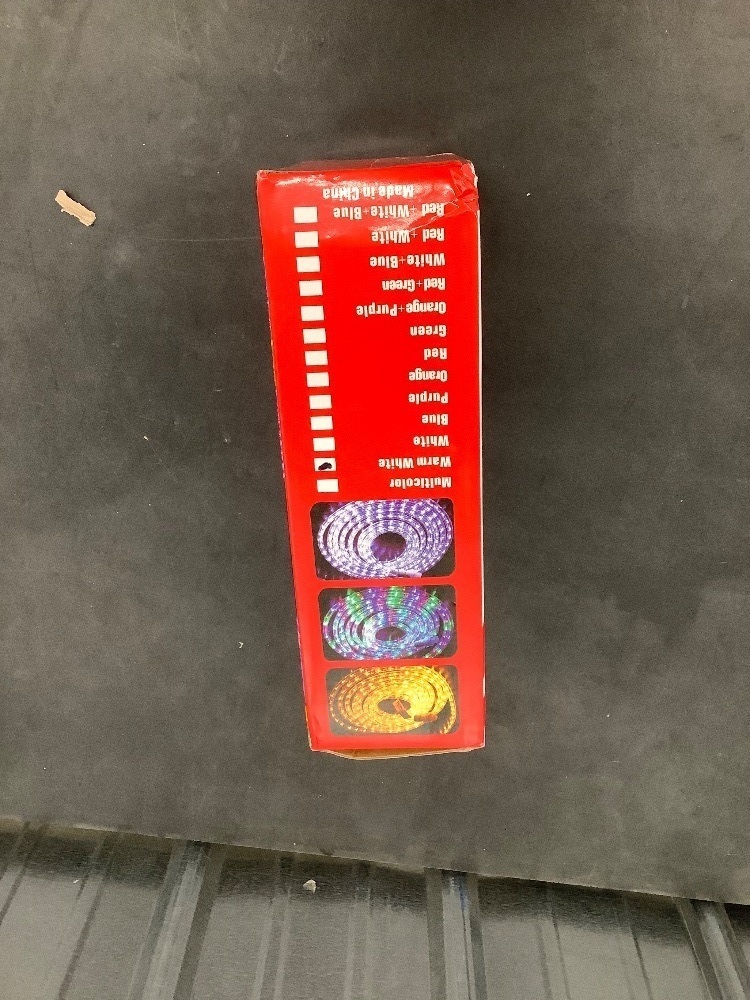 Multicolor
Warm White
White
Blue
Purple
Orange
Red
Green
Orange+Purple
Red+Green
White+Blue
Red+White
Red+White+Blue
Made in China